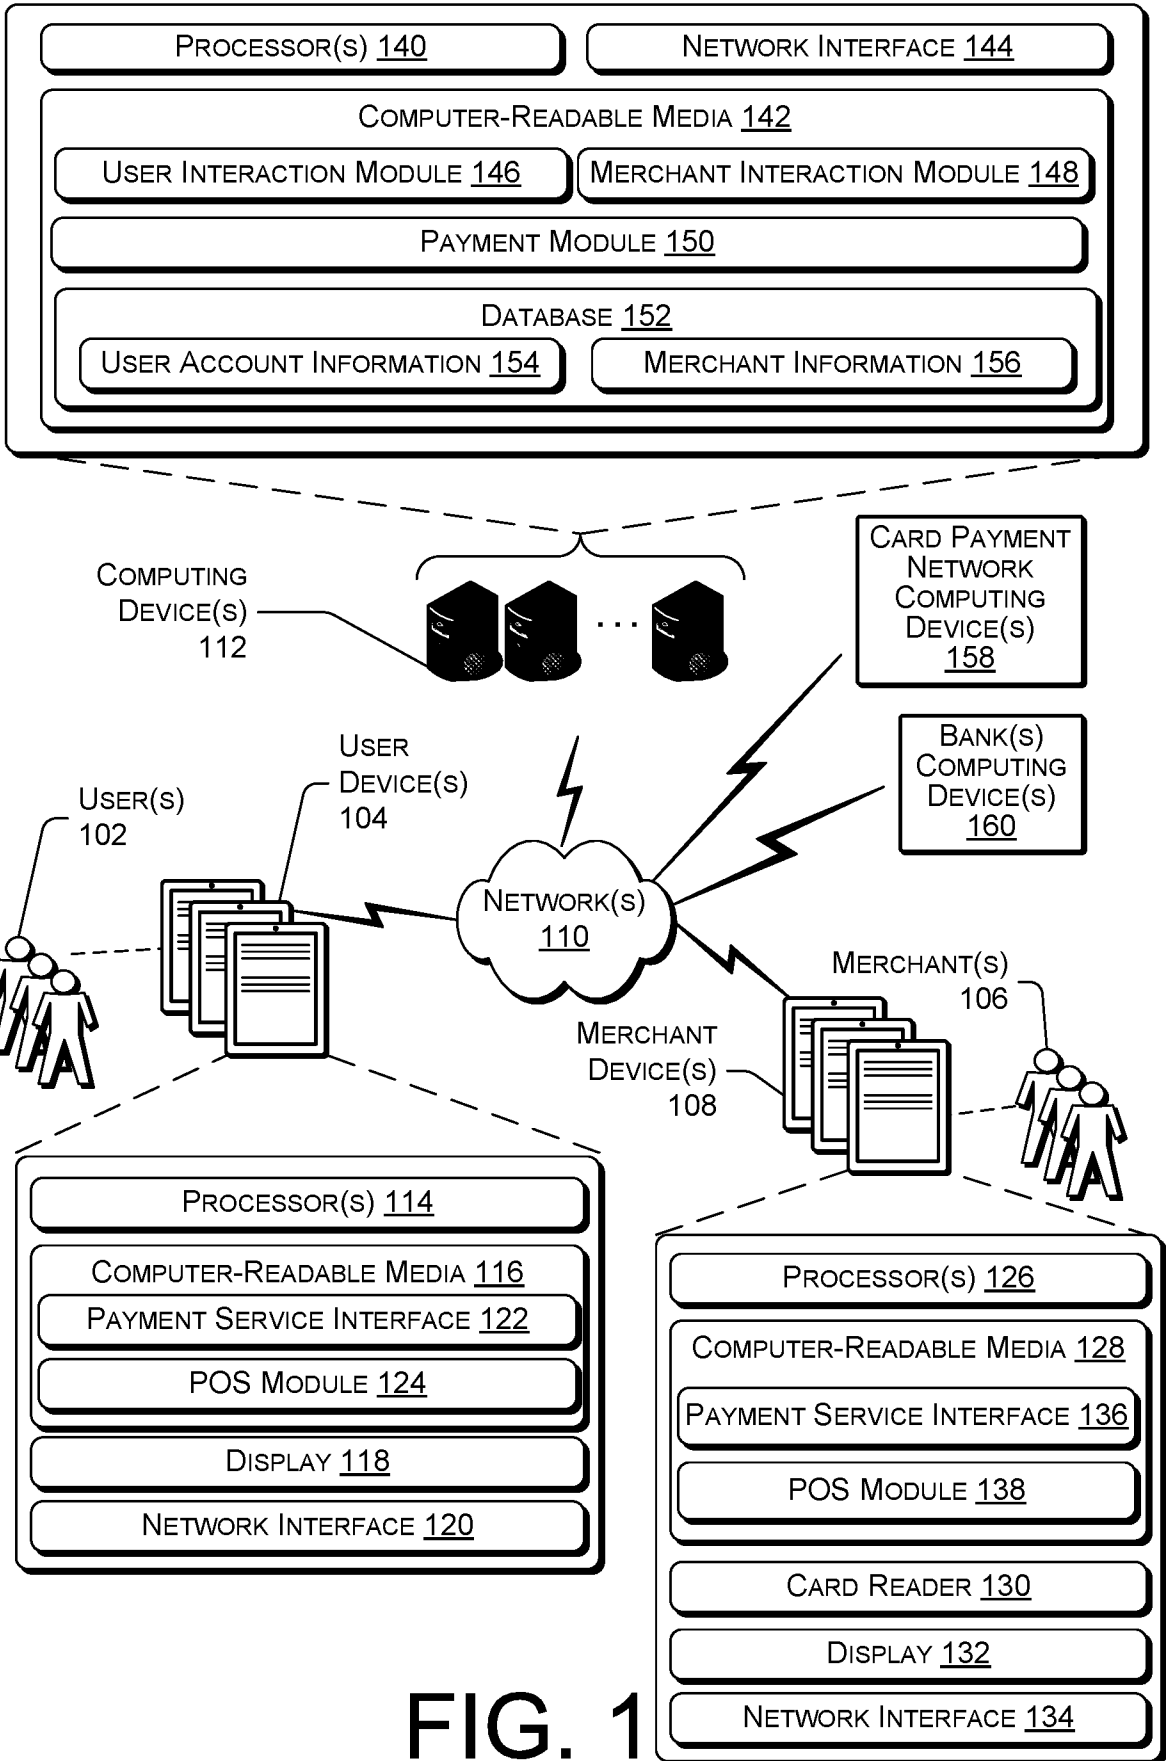 PROCESSOR(S) 140
NETWORK INTERFACE 144
COMPUTER-READABLE MEDIA 142
USER INTERACTION MODULE 146
MERCHANT INTERACTION MODULE 148
PAYMENT MODULE 150
DATABASE 152
USER ACCOUNT INFORMATION 154
MERCHANT INFORMATION 156
COMPUTING
DEVICE(S)
112
...
CARD PAYMENT
NETWORK
COMPUTING
DEVICE(S)
158
BANK(S)
COMPUTING
DEVICE(S)
160
USER
DEVICE(S)
104
USER(S)
102
NETWORK(S)
110
MERCHANT(S)
106
MERCHANT
DEVICE(S)
108
PROCESSOR(S) 114
COMPUTER-READABLE MEDIA 116
PAYMENT SERVICE INTERFACE 122
POS MODULE 124
DISPLAY 118
NETWORK INTERFACE 120
PROCESSOR(S) 126
COMPUTER-READABLE MEDIA 128
PAYMENT SERVICE INTERFACE 136
POS MODULE 138
CARD READER 130
DISPLAY 132
NETWORK INTERFACE 134
FIG. 1